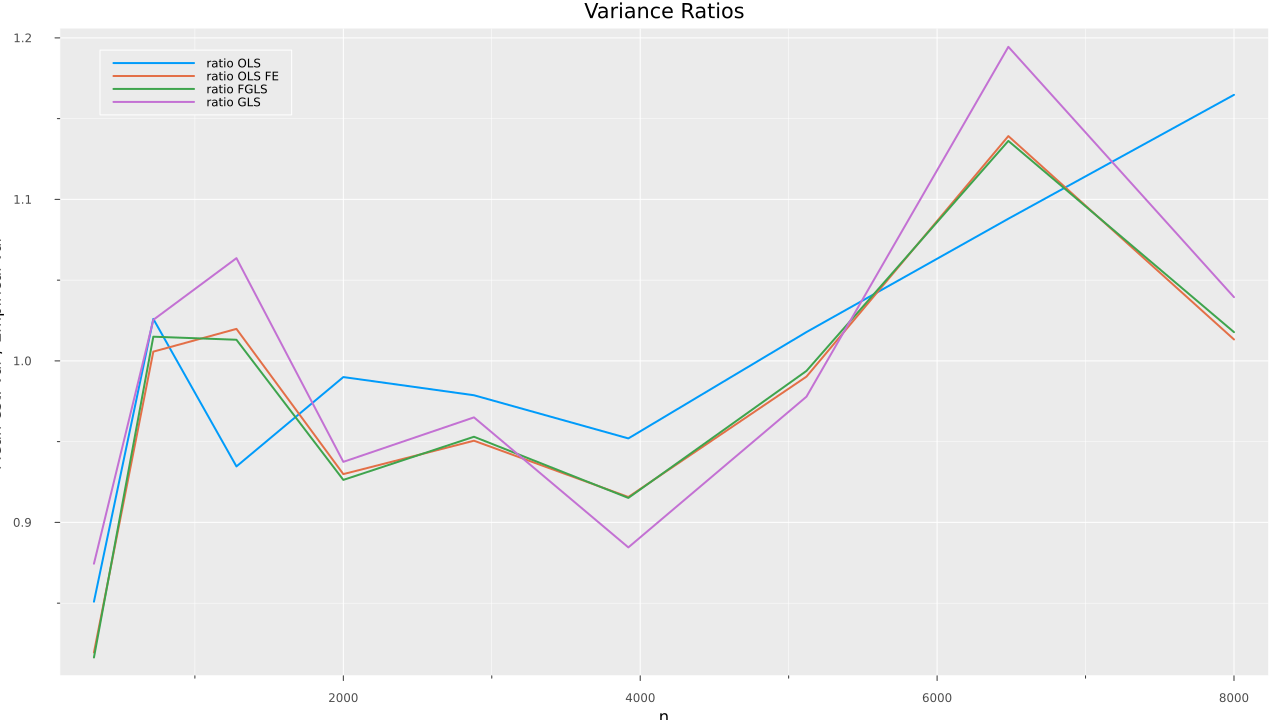 Variance Ratios
1.2
1.1
1.0
0.9
ratio OLS
ratio OLS FE
ratio FGLS
ratio GLS
2000
4000
6000
8000
n